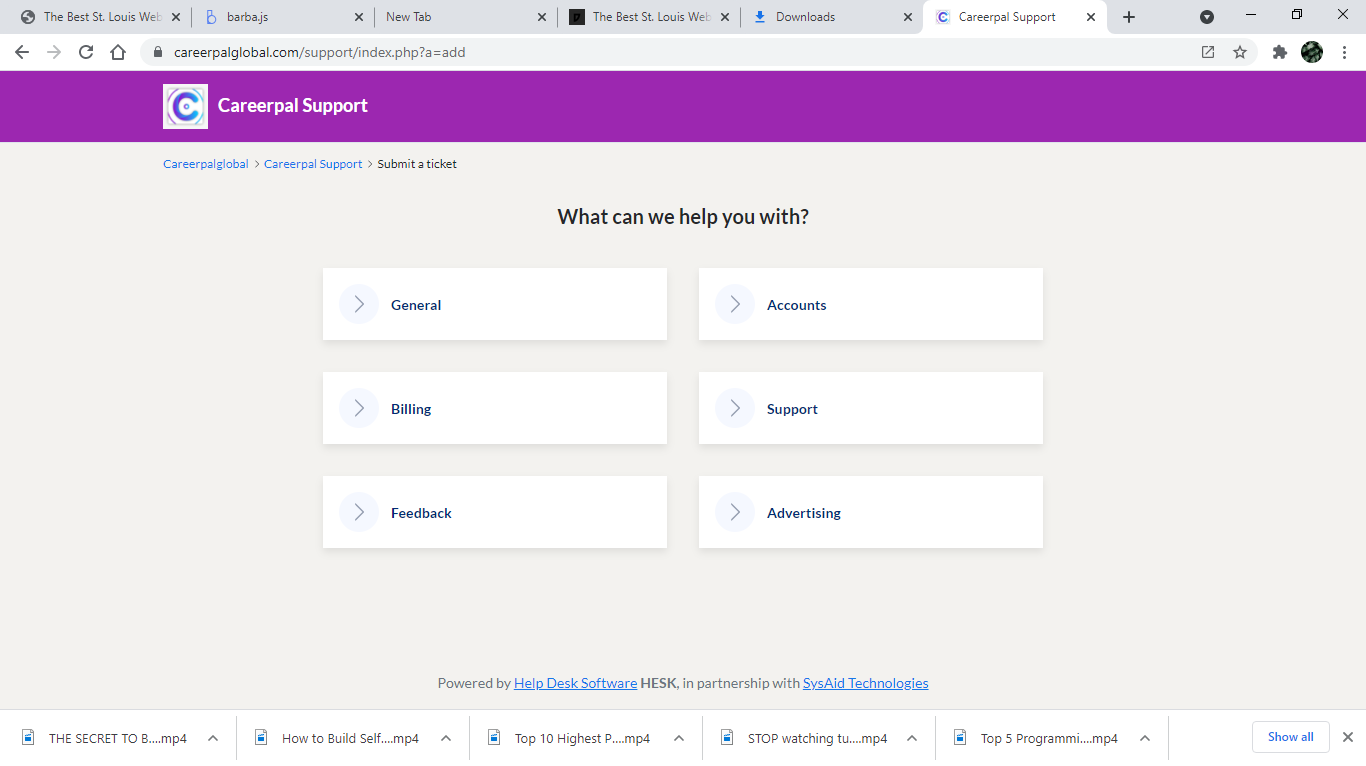 The Best St. Louis Web
barba.js
New Tab
The Best St. Louis Web
Downloads
Careerpal Support
careerpalglobal.com/support/index.php?a=add
Careerpal Support
Careerpalglobal > Careerpal Support > Submit a ticket
What can we help you with?
General
Accounts
Billing
Support
Feedback
Advertising
Powered by Help Desk Software HESK, in partnership with SysAid Technologies
THE SECRET TO B....mp4
How to Build Self....mp4
Top 10 Highest P....mp4
STOP watching tu....mp4
Top 5 Programmi....mp4
Show all